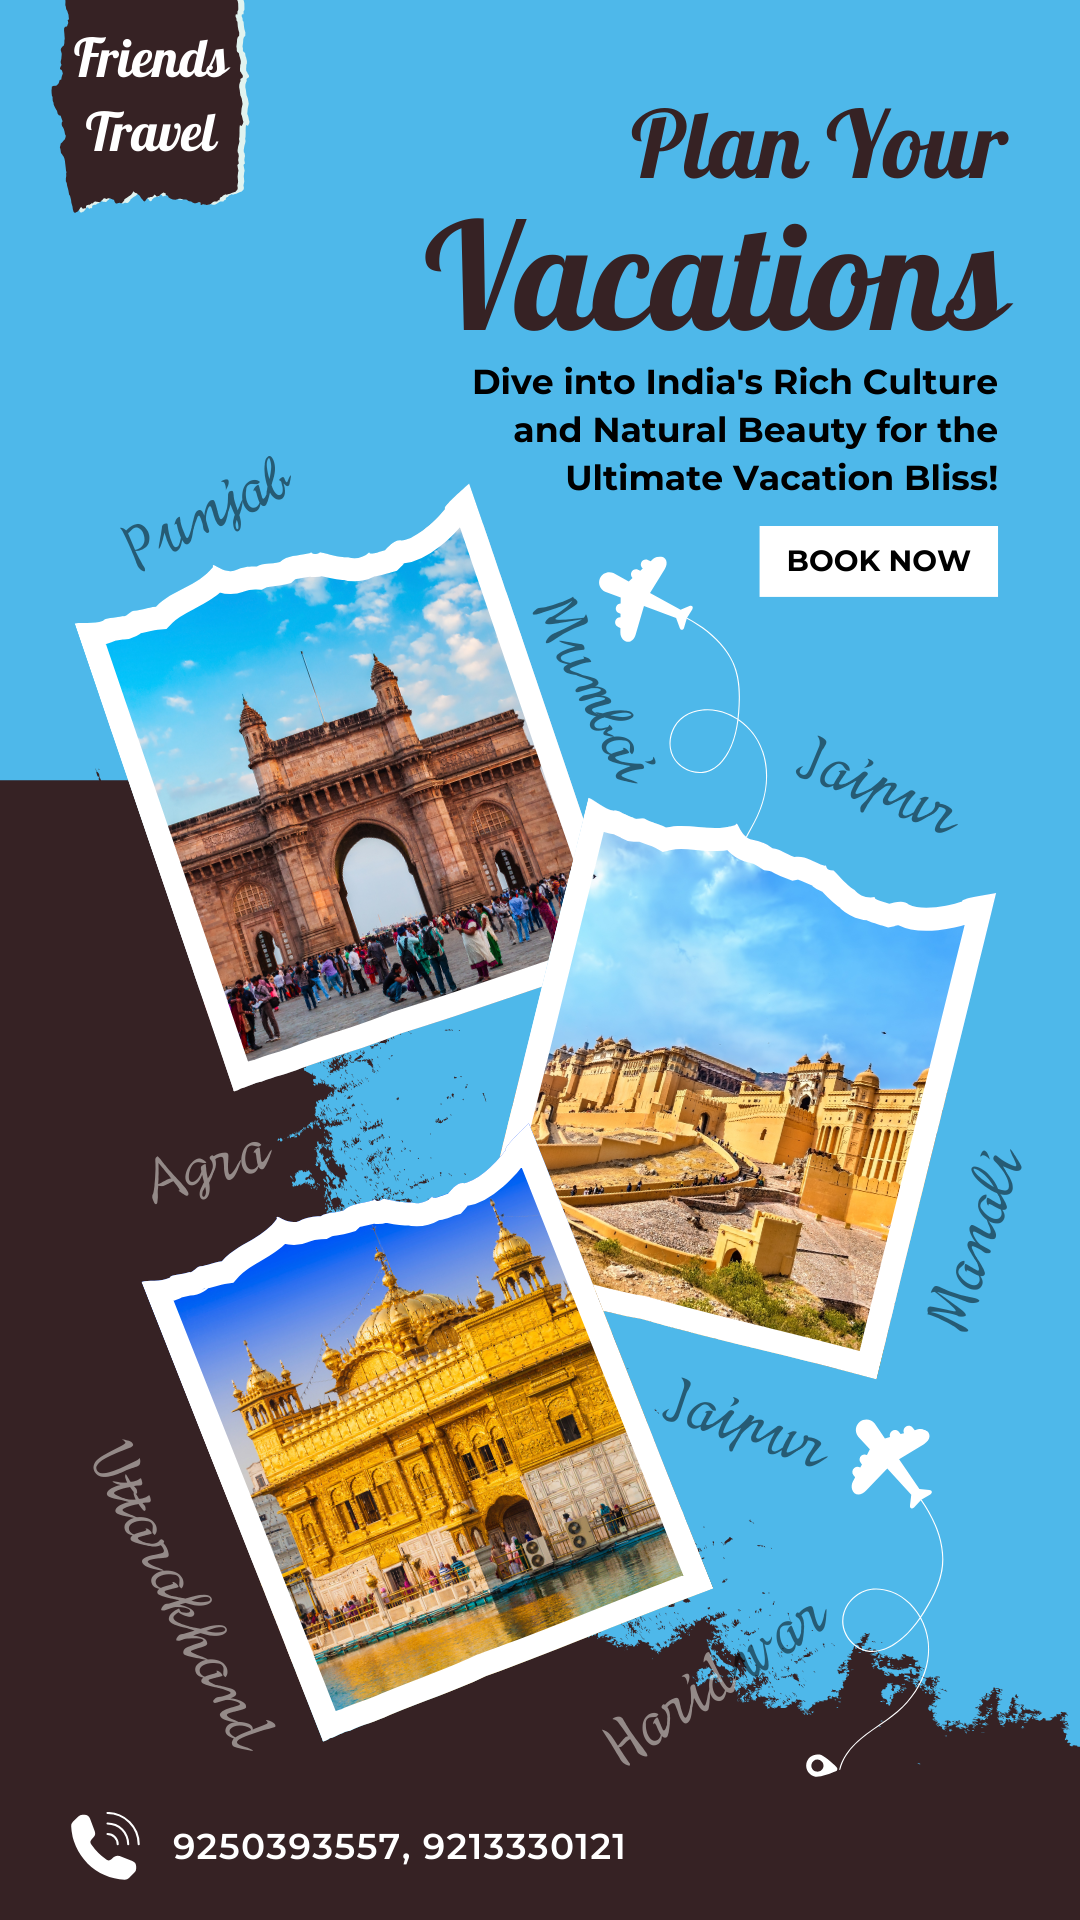 Friends
Travel
Plan Your
Vacations
Dive into India's Rich Culture
and Natural Beauty for the
Ultimate Vacation Bliss!
BOOK NOW
Punjab
Mumbai
Jaipur
Agra
Manali
Jaipur
Uttarakhand
Haridwar
9250393557, 9213330121